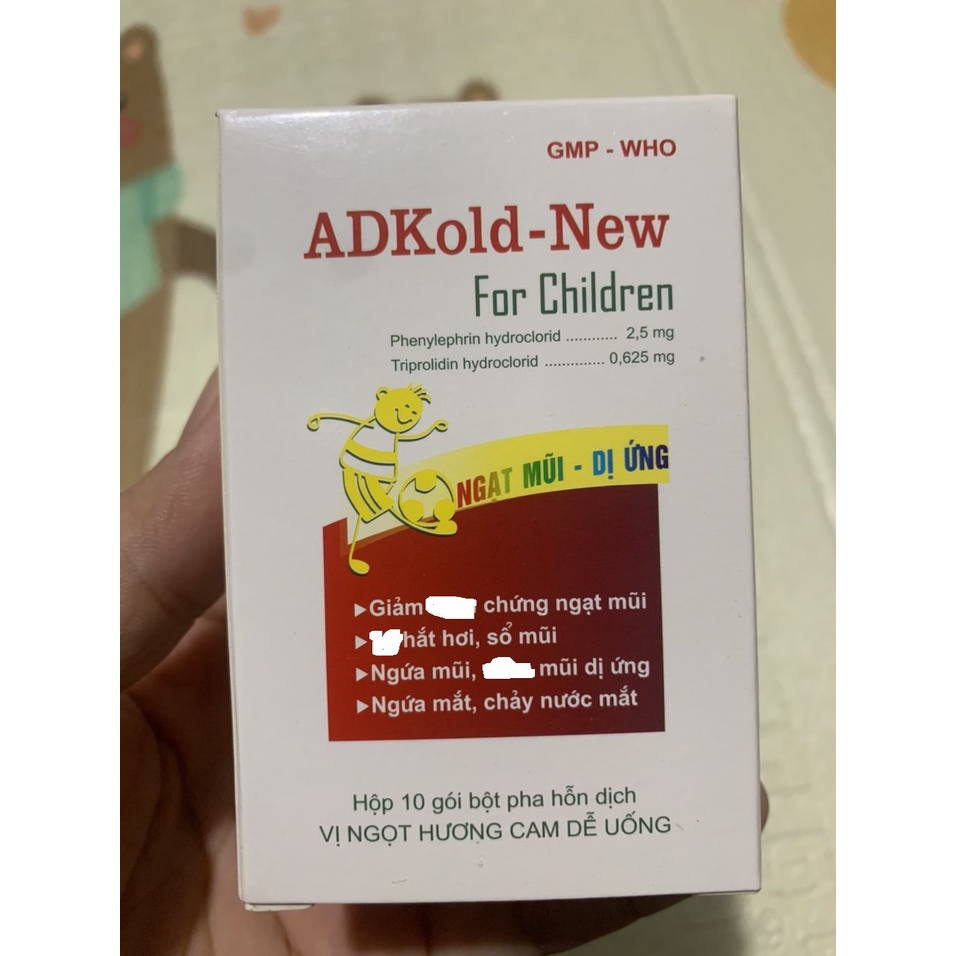 GMP - WHO
ADKold-New
For Children
Phenylephrin hydroclorid ............ 2,5 mg
Triprolidin hydroclorid .............. 0,625 mg
NGẠT MŨI - DỊ ỨNG
▶Giảm chứng ngạt mũi
▶ hắt hơi, sổ mũi
▶Ngứa mũi, mũi dị ứng
▶Ngứa mắt, chảy nước mắt
Hộp 10 gói bột pha hỗn dịch
VỊ NGỌT HƯƠNG CAM DỄ UỐNG